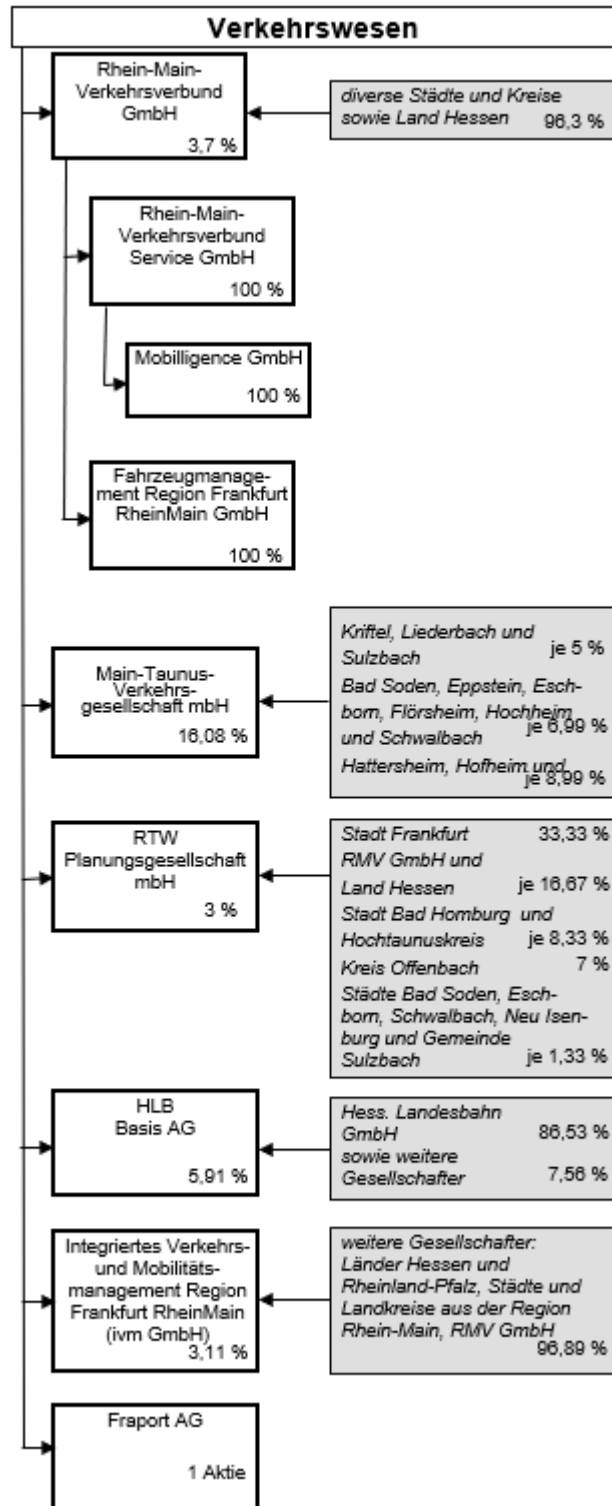 Verkehrswesen
Rhein-Main-
Verkehrsverbund
GmbH
3,7 %
diverse Städte und Kreise
sowie Land Hessen 96,3 %
Rhein-Main-
Verkehrsverbund
Service GmbH
100 %
Mobilligence GmbH
100 %
Fahrzeugmanage-
ment Region Frankfurt
RheinMain GmbH
100 %
Main-Taunus-
Verkehrs-
gesellschaft mbH
16,08 %
Kriftel, Liederbach und
Sulzbach je 5 %
Bad Soden, Eppstein, Esch-
born, Flörsheim, Hochheim
und Schwalbach je 6,99 %
Hattersheim, Hofheim und
je 8,99 %
RTW
Planungsgesellschaft
mbH
3 %
Stadt Frankfurt 33,33 %
RMV GmbH und
Land Hessen je 16,67 %
Stadt Bad Homburg und
Hochtaunuskreis je 8,33 %
Kreis Offenbach 7 %
Städte Bad Soden, Esch-
born, Schwalbach, Neu Isen-
burg und Gemeinde
Sulzbach je 1,33 %
HLB
Basis AG
5,91 %
Hess. Landesbahn
GmbH 86,53 %
sowie weitere
Gesellschafter 7,56 %
Integriertes Verkehrs-
und Mobilitäts-
management Region
Frankfurt RheinMain
(ivm GmbH)
3,11 %
weitere Gesellschafter:
Länder Hessen und
Rheinland-Pfalz, Städte und
Landkreise aus der Region
Rhein-Main, RMV GmbH
96,89 %
Fraport AG
1 Aktie